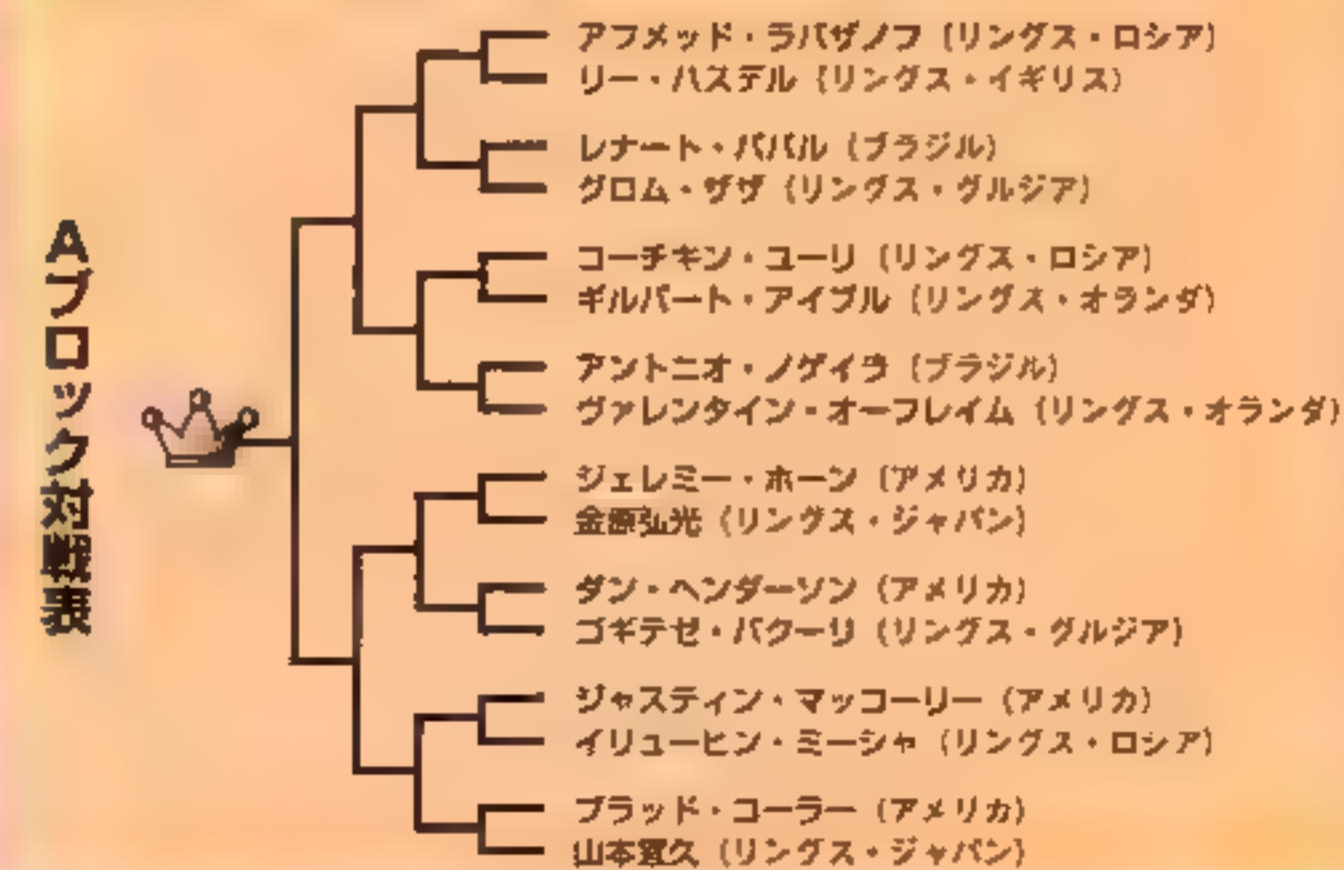 Aブロック対戦表
アフメッド・ラバザノフ (リングス・ロシア)
リー・ハスデル (リングス・イギリス)
レナート・ババル (ブラジル)
グロム・ザザ (リングス・グルジア)
コーチキン・ユーリ (リングス・ロシア)
ギルバート・アイブル (リングス・オランダ)
アントニオ・ノゲイラ (ブラジル)
ヴァレンタイン・オーフレイム (リングス・オランダ)
ジェレミー・ホーン (アメリカ)
金原弘光 (リングス・ジャパン)
ダン・ヘンダーソン (アメリカ)
ゴギテゼ・バクーリ (リングス・グルジア)
ジャスティン・マッコーリー (アメリカ)
イリューヒン・ミーシャ (リングス・ロシア)
ブラッド・コーラー (アメリカ)
山本宜久 (リングス・ジャパン)